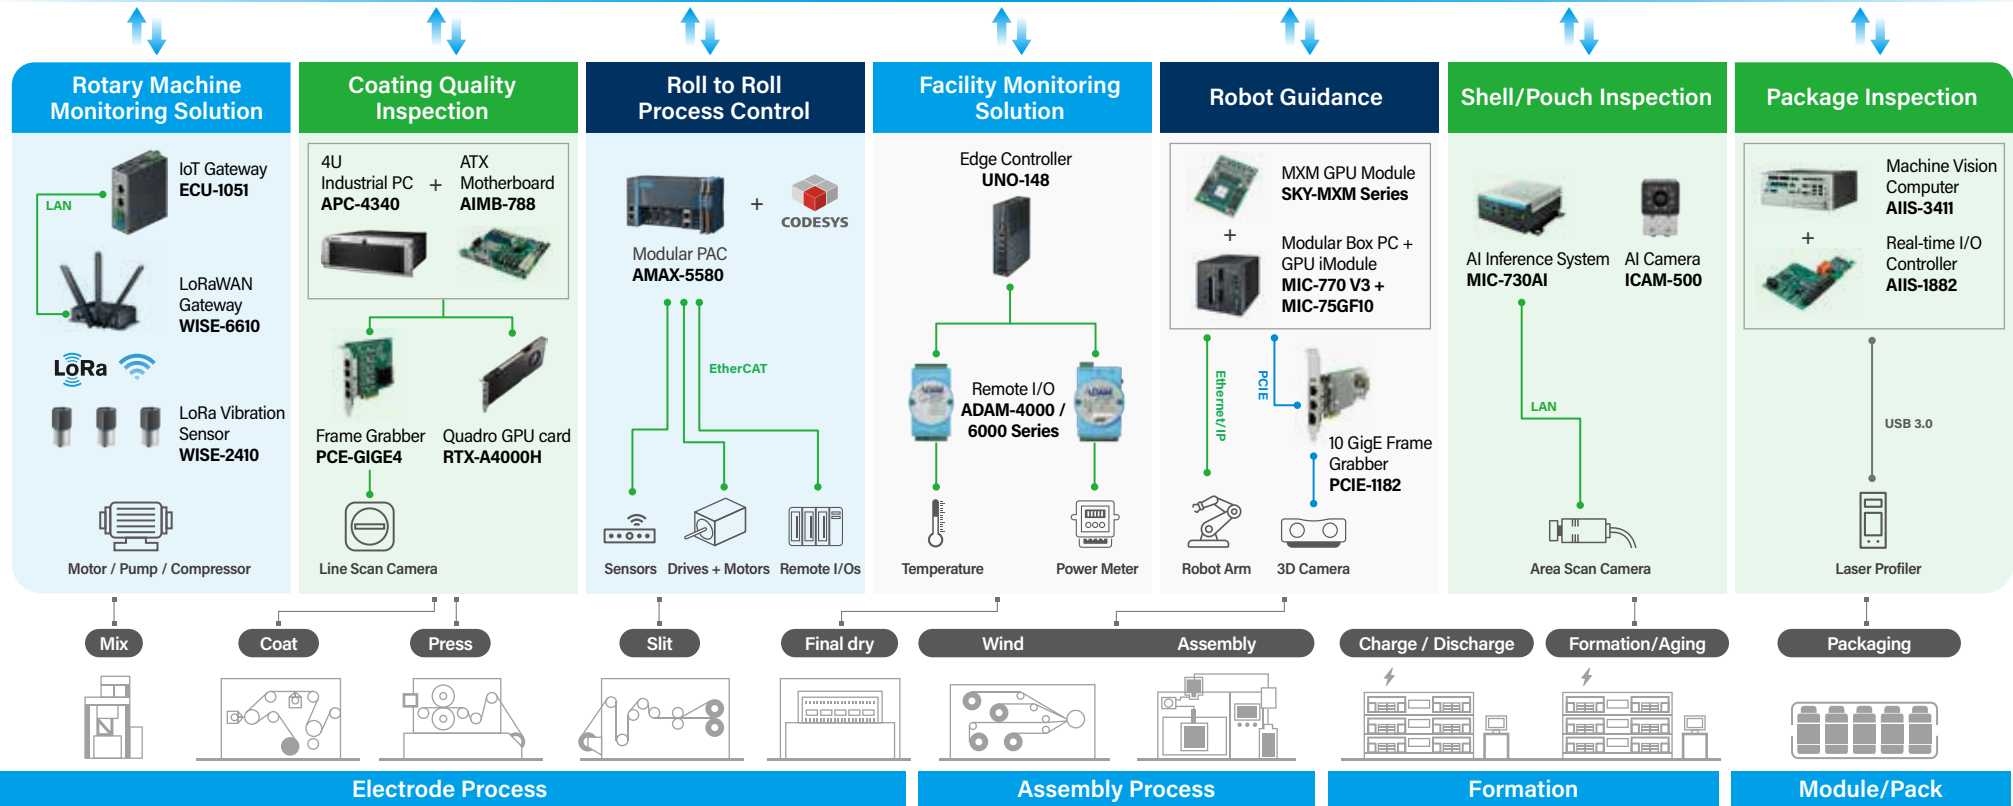 Rotary Machine
Monitoring Solution
IoT Gateway
ECU-1051
LAN
LoRaWAN
Gateway
WISE-6610
LoRa
LoRa Vibration
Sensor
WISE-2410
Motor / Pump / Compressor
Coating Quality
Inspection
4U
Industrial PC
APC-4340
+
ATX
Motherboard
AIMB-788
Frame Grabber
PCE-GIGE4
Quadro GPU card
RTX-A4000H
Line Scan Camera
Roll to Roll
Process Control
+
CODESYS
Modular PAC
AMAX-5580
EtherCAT
Sensors
Drives + Motors
Remote I/Os
Facility Monitoring
Solution
Edge Controller
UNO-148
ADAM
Remote I/O
ADAM-4000 /
6000 Series
ADAM
Temperature
Power Meter
Robot Guidance
MXM GPU Module
SKY-MXM Series
+
Modular Box PC +
GPU iModule
MIC-770 V3 +
MIC-75GF10
Ethernet/IP
PCIE
10 GigE Frame
Grabber
PCIE-1182
Robot Arm
3D Camera
Shell/Pouch Inspection
AI Inference System
MIC-730AI
AI Camera
ICAM-500
LAN
Area Scan Camera
Package Inspection
Machine Vision
Computer
AIIS-3411
+
Real-time I/O
Controller
AIIS-1882
USB 3.0
Laser Profiler
Mix
Coat
Press
Slit
Final dry
Wind
Assembly
Charge / Discharge
Formation/Aging
Packaging
Electrode Process
Assembly Process
Formation
Module/Pack